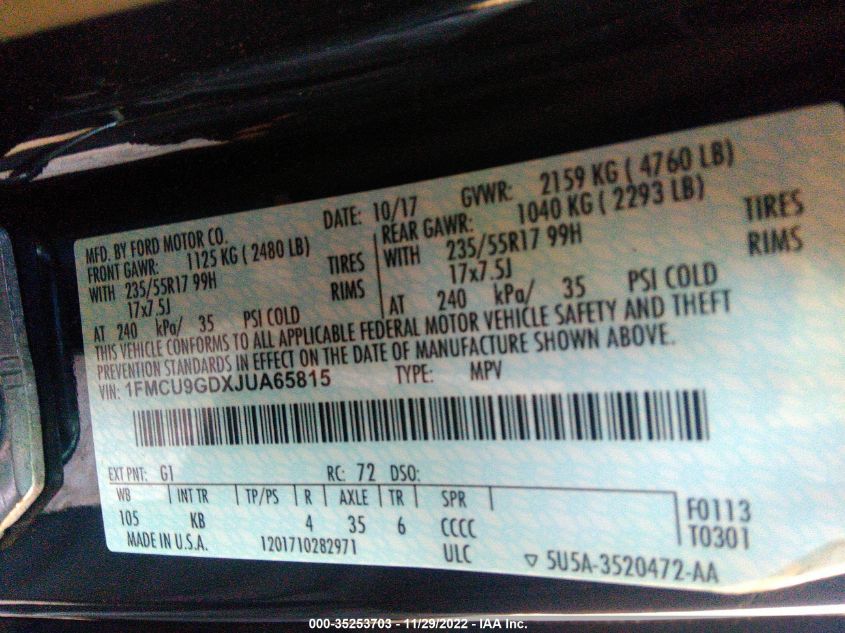 MFD. BY FORD MOTOR CO. DATE: 10/17 GVWR: 2159 KG ( 4760 LB)
FRONT GAWR: 1125 KG ( 2480 LB) REAR GAWR: 1040 KG ( 2293 LB)
WITH 235/55R17 99H TIRES WITH 235/55R17 99H TIRES
17x7.5J RIMS 17x7.5J RIMS
AT 240 kPa/ 35 PSI COLD AT 240 kPa/ 35 PSI COLD
THIS VEHICLE CONFORMS TO ALL APPLICABLE FEDERAL MOTOR VEHICLE SAFETY AND THEFT
PREVENTION STANDARDS IN EFFECT ON THE DATE OF MANUFACTURE SHOWN ABOVE.
VIN: 1FMCU9GDXJUA65815 TYPE: MPV
EXT PNT: G1 RC: 72 DSO:
WB INT TR TP/PS R AXLE TR SPR
105 KB 4 35 6 CCCC F0113
MADE IN U.S.A. 1201710282971 ULC T0301
▽ 5U5A-3520472-AA
000-35253703 - 11/29/2022 - IAA Inc.